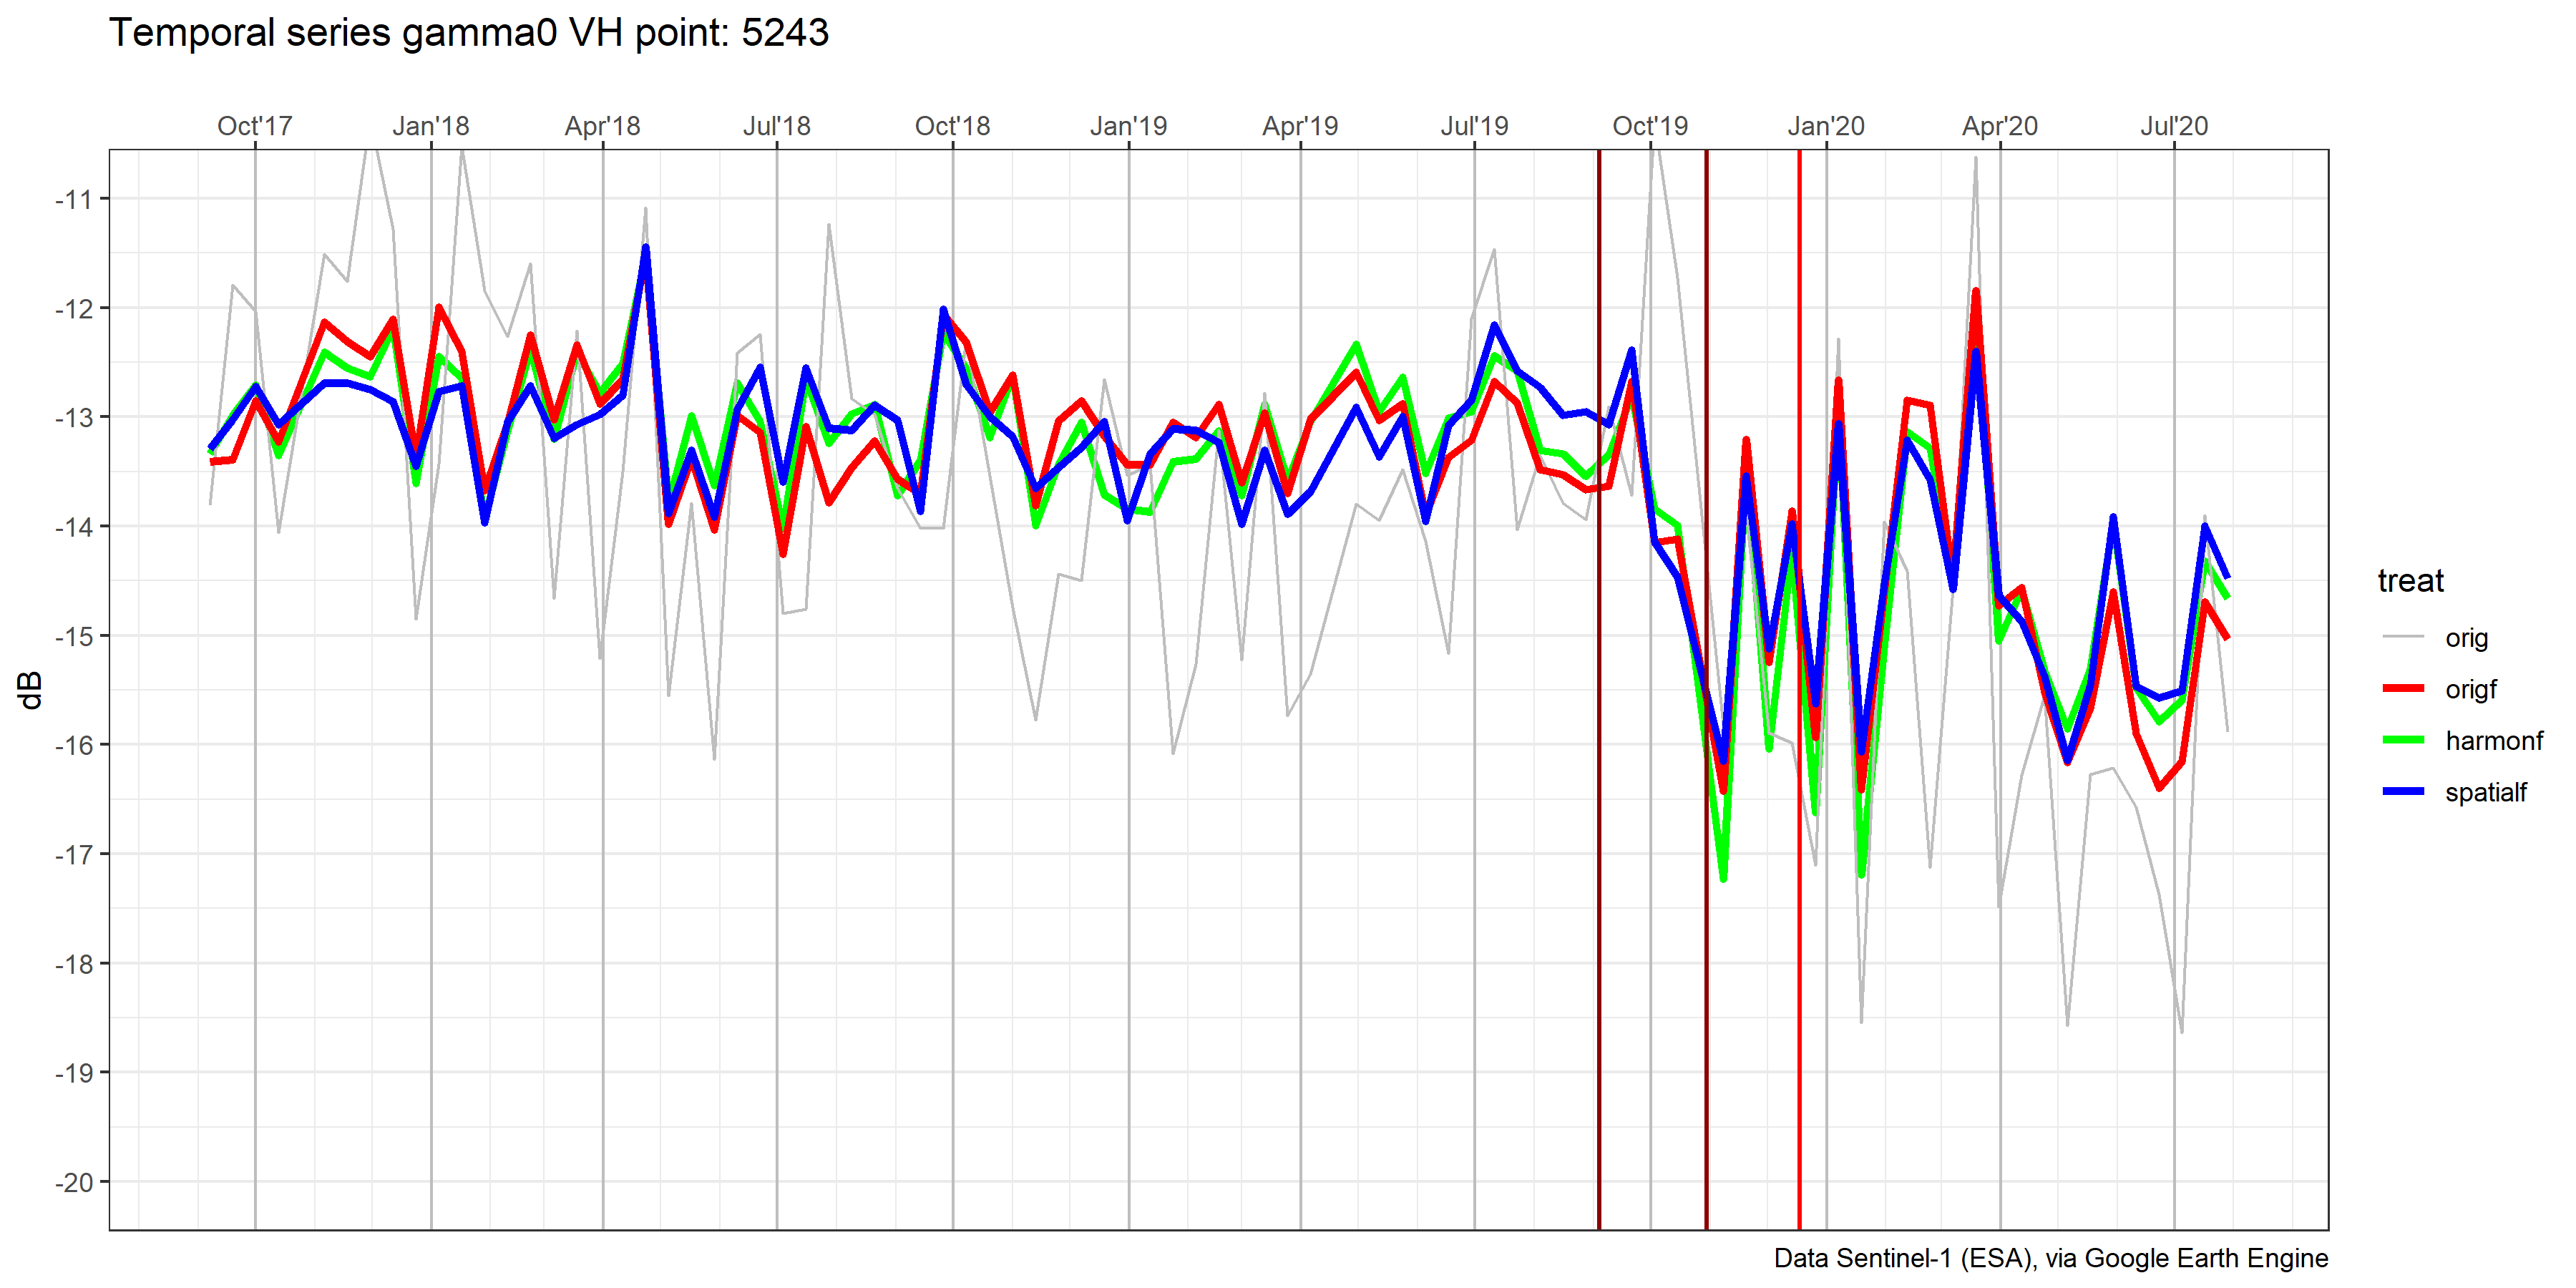 Temporal series gamma0 VH point: 5243
Oct'17 Jan'18 Apr'18 Jul'18 Oct'18 Jan'19 Apr'19 Jul'19 Oct'19 Jan'20 Apr'20 Jul'20
-11
-12
-13
-14
-15
-16
-17
-18
-19
-20
dB
treat
orig
origf
harmonf
spatialf
Data Sentinel-1 (ESA), via Google Earth Engine